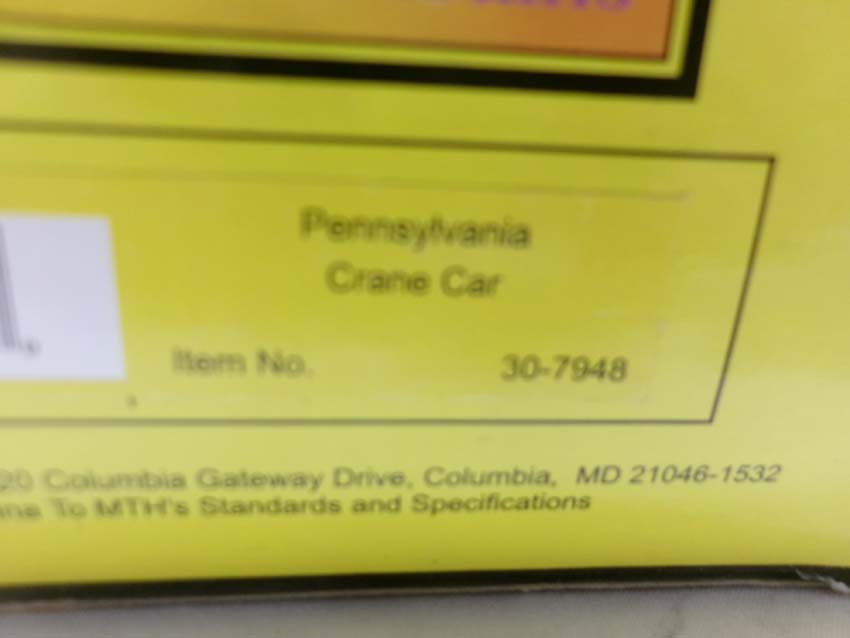 Pennsylvania
Crane Car
Item No. 30-7948
20 Columbia Gateway Drive, Columbia, MD 21046-1532
To MTH's Standards and Specifications